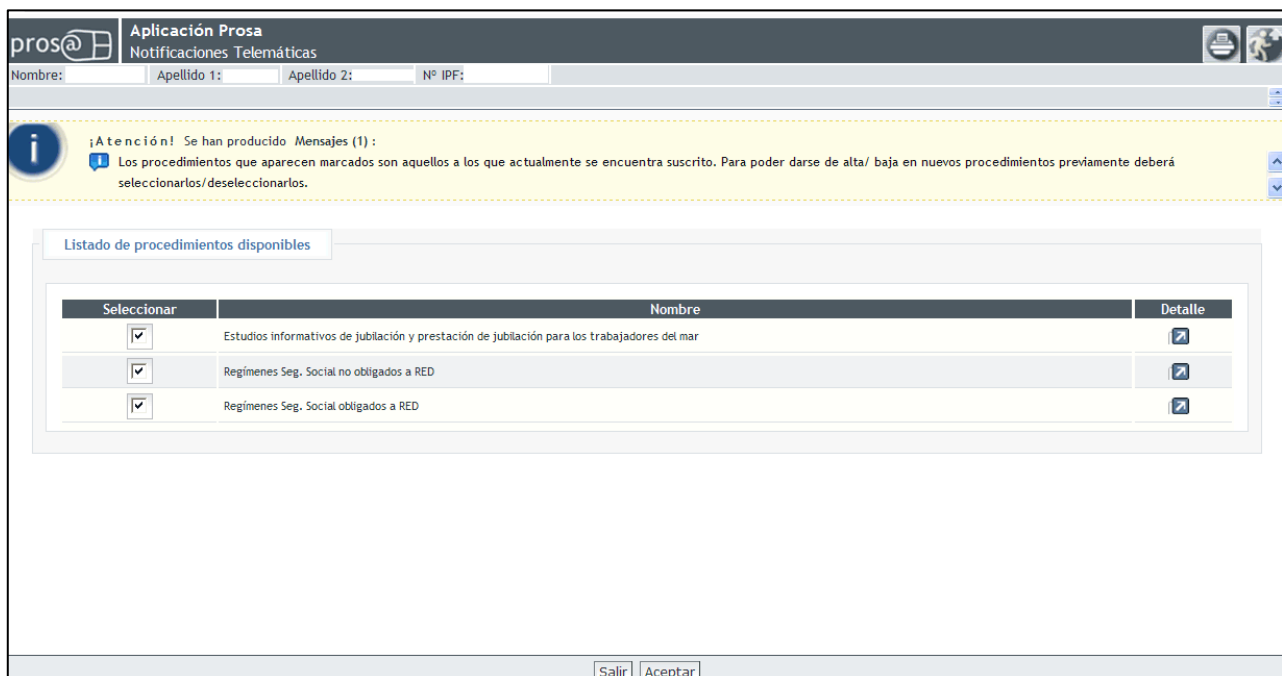 pros@
Aplicación Prosa
Notificaciones Telemáticas
Nombre: Apellido 1: Apellido 2: Nº IPF:
¡Atención! Se han producido Mensajes (1) :
Los procedimientos que aparecen marcados son aquellos a los que actualmente se encuentra suscrito. Para poder darse de alta/ baja en nuevos procedimientos previamente deberá
seleccionarlos/deseleccionarlos.
Listado de procedimientos disponibles
Seleccionar Nombre Detalle
Estudios informativos de jubilación y prestación de jubilación para los trabajadores del mar
Regímenes Seg. Social no obligados a RED
Regímenes Seg. Social obligados a RED
Salir Aceptar